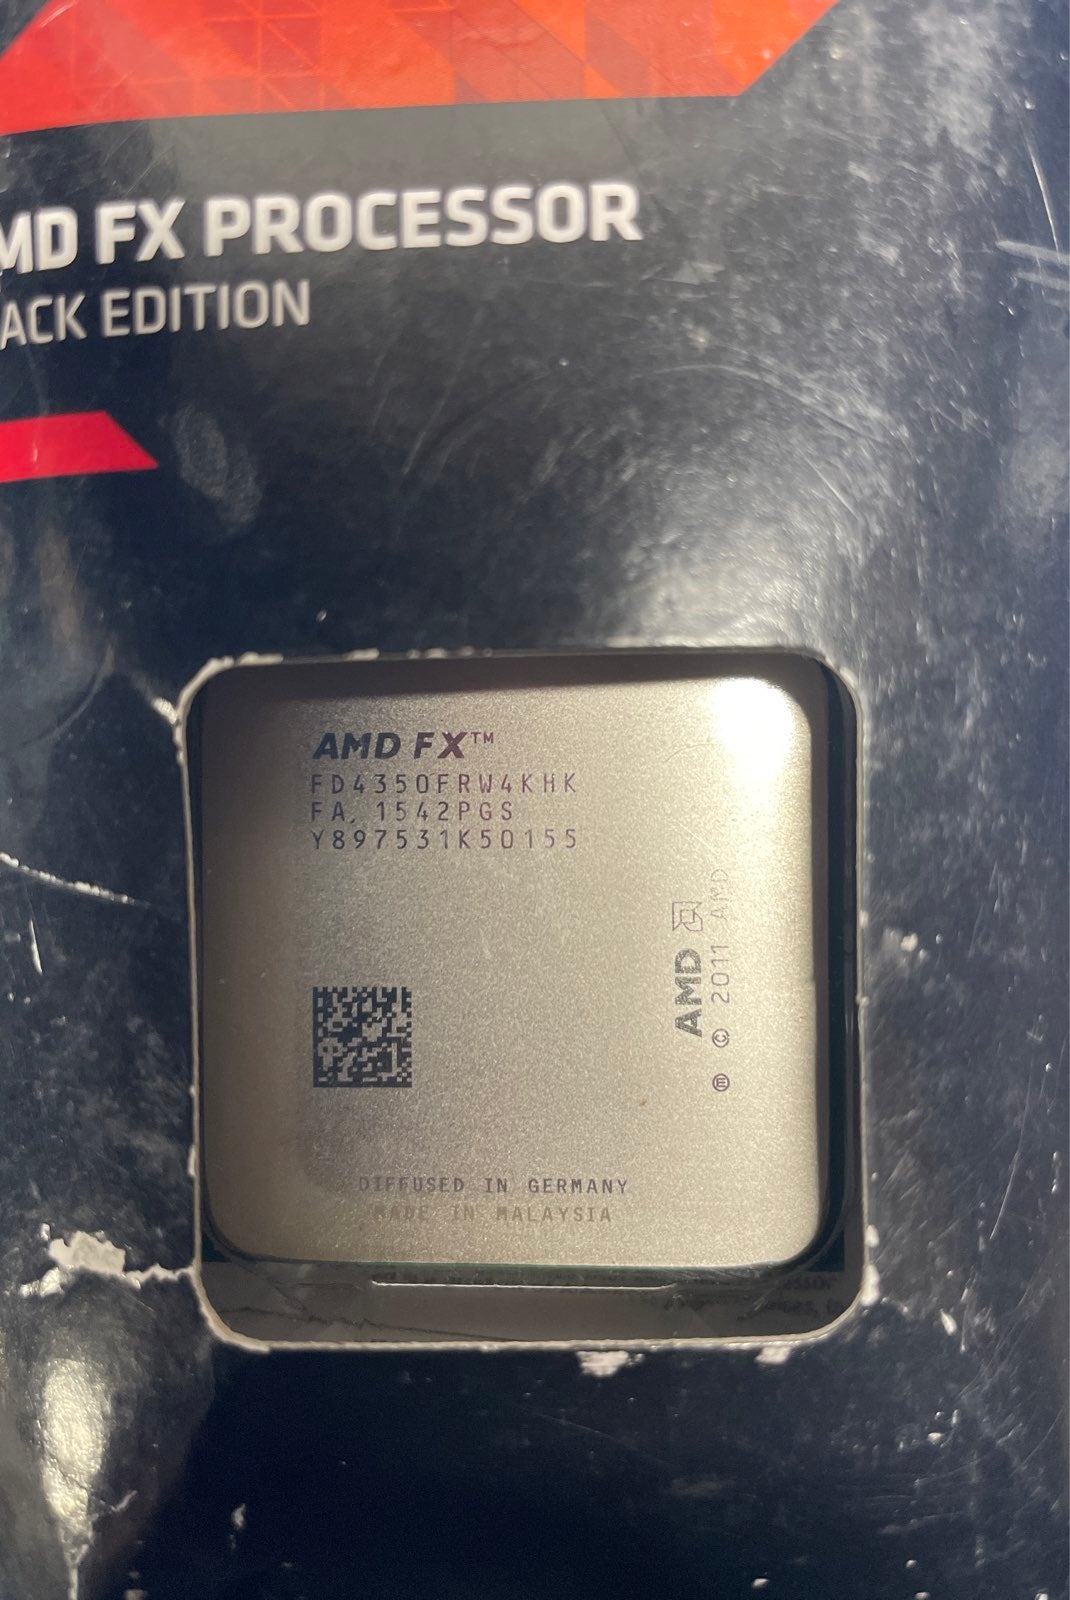 MD FX PROCESSOR
ACK EDITION
AMD FX™
FD4350FRW4KHK
FA 1542PGS
Y897531K50155
AMD
ⓜ © 2011 AMD
DIFFUSED IN GERMANY
MADE IN MALAYSIA